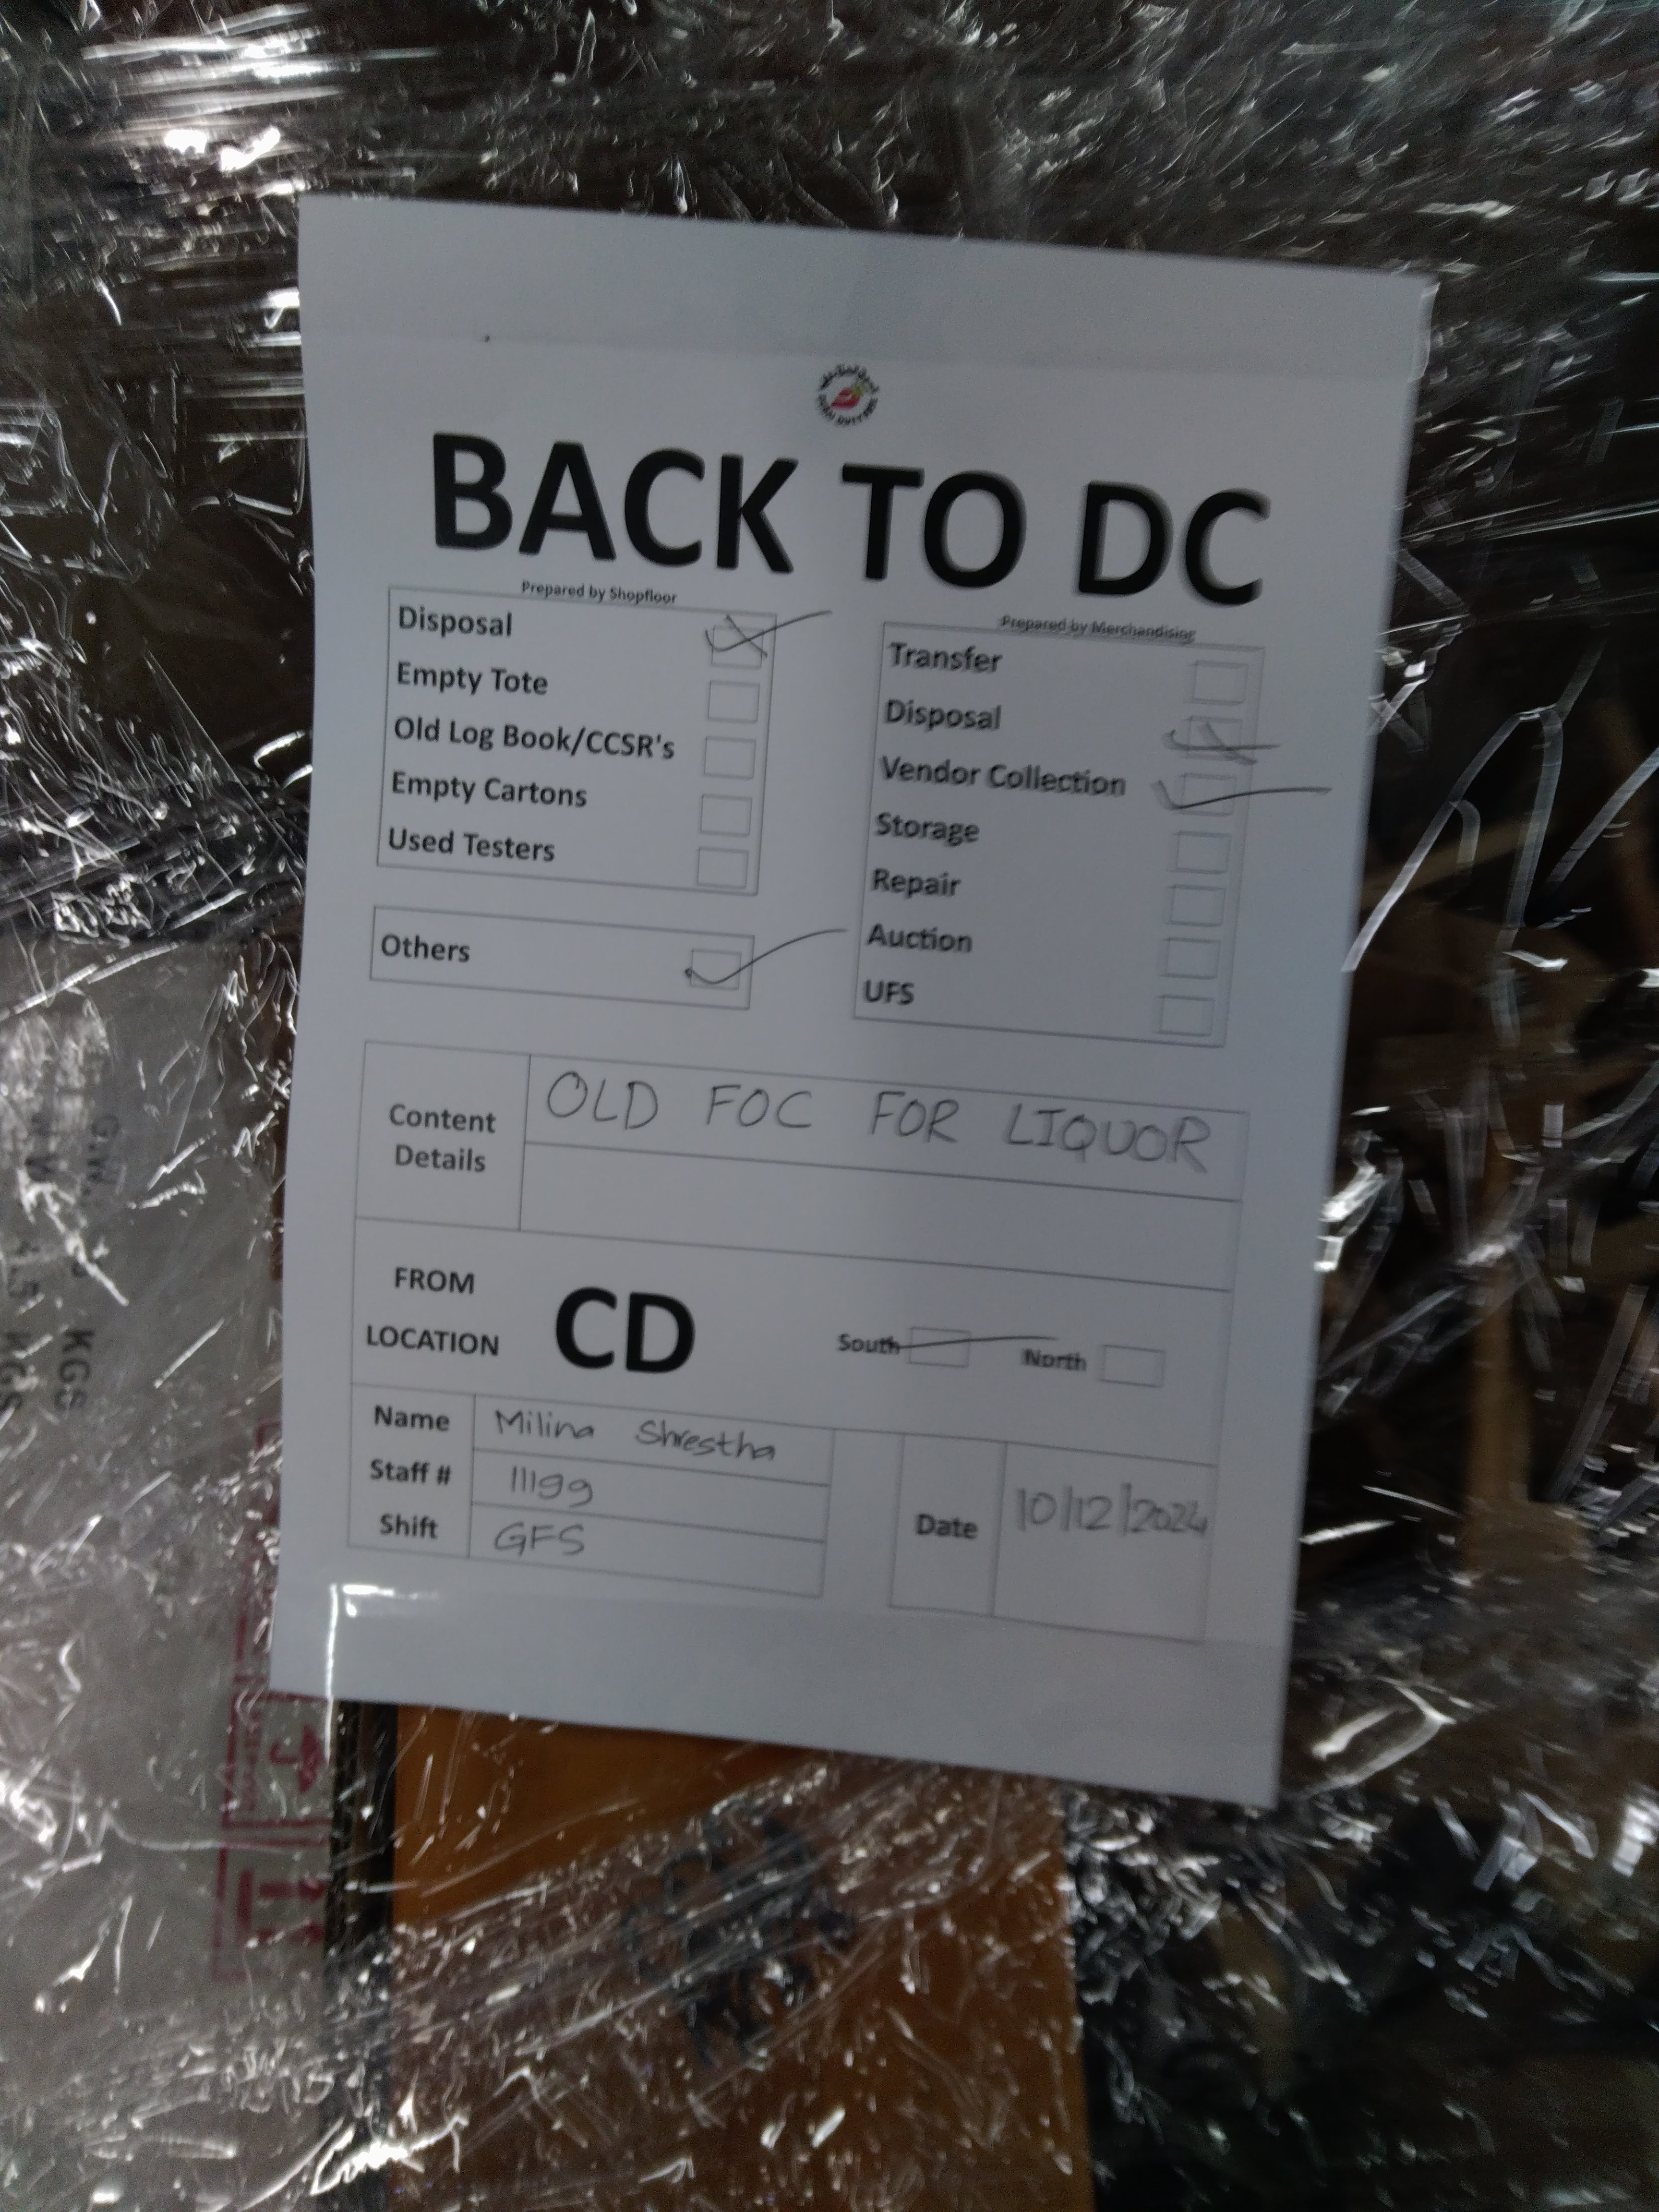 BACK TO DC
Prepared by Shopfloor
Disposal
Empty Tote
Old Log Book/CCSR's
Empty Cartons
Used Testers
Others
Prepared by Merchandising
Transfer
Disposal
Vendor Collection
Storage
Repair
Auction
UFS
Content Details
OLD FOC FOR LIQUOR
FROM LOCATION
CD
South
North
Name
Milina Shrestha
Staff #
11199
Shift
GFS
Date
10/12/2024
KGS
KGS